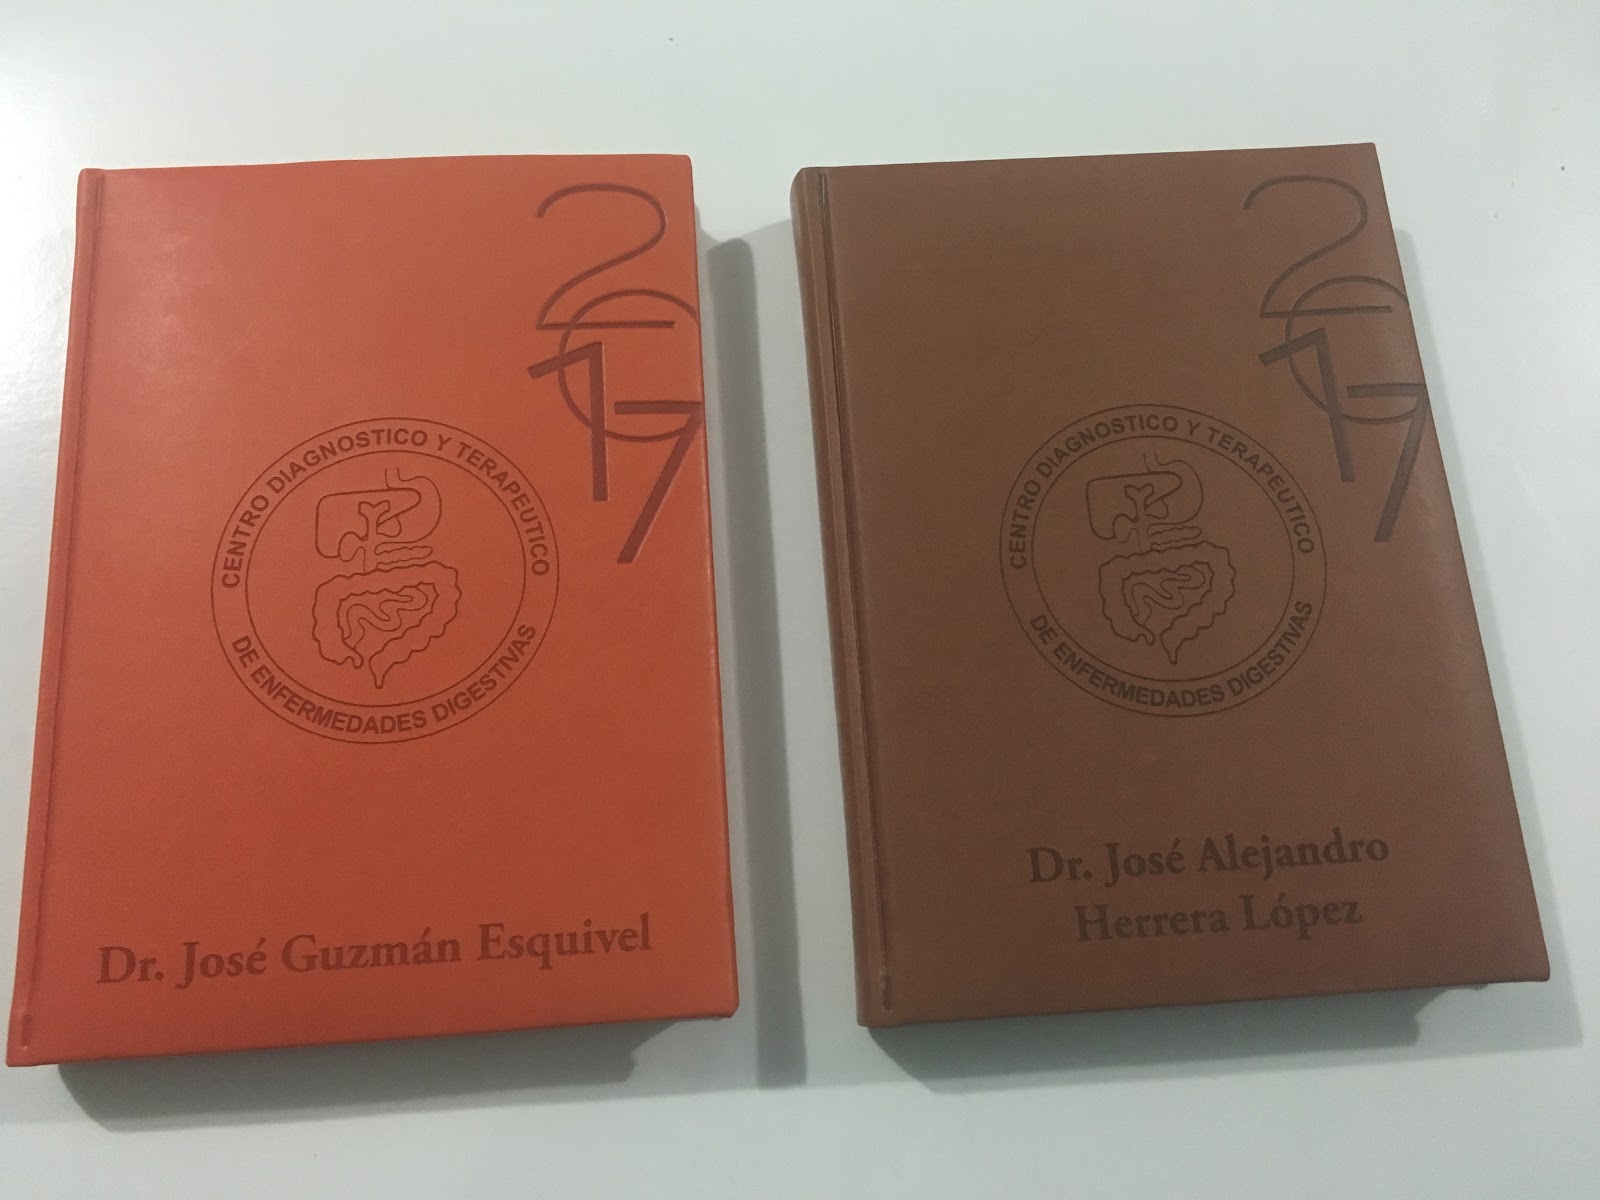 2017
CENTRO DIAGNOSTICO Y TERAPEUTICO
DE ENFERMEDADES DIGESTIVAS
Dr. José Guzmán Esquivel
2017
CENTRO DIAGNOSTICO Y TERAPEUTICO
DE ENFERMEDADES DIGESTIVAS
Dr. José Alejandro
Herrera López